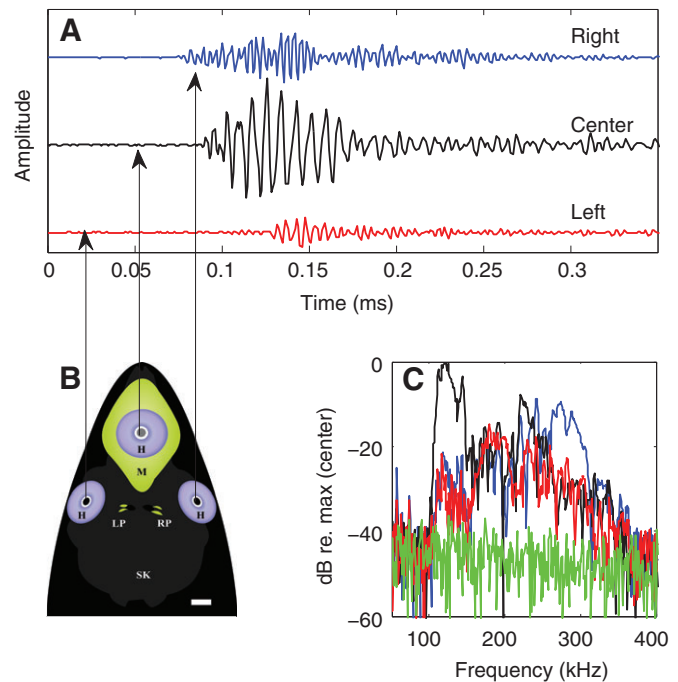 A
Right
Center
Left
Amplitude
0 0.05 0.1 0.15 0.2 0.25 0.3
Time (ms)
B
H
M
H
H
LP RP
SK
C
0
−20
−40
−60
dB re. max (center)
100 200 300 400
Frequency (kHz)